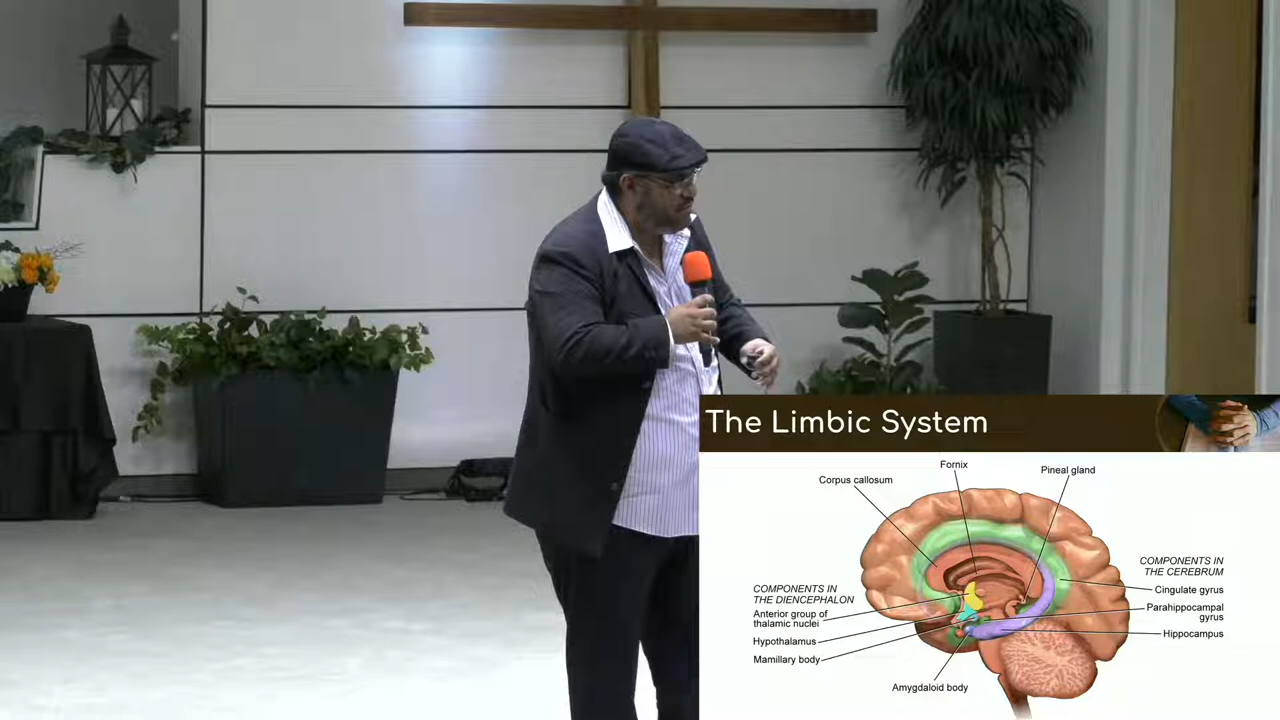 The Limbic System
Fornix
Pineal gland
Corpus callosum
COMPONENTS IN
THE CEREBRUM
Cingulate gyrus
COMPONENTS IN
THE DIENCEPHALON
Parahippocampal
gyrus
Anterior group of
thalamic nuclei
Hippocampus
Hypothalamus
Mamillary body
Amygdaloid body